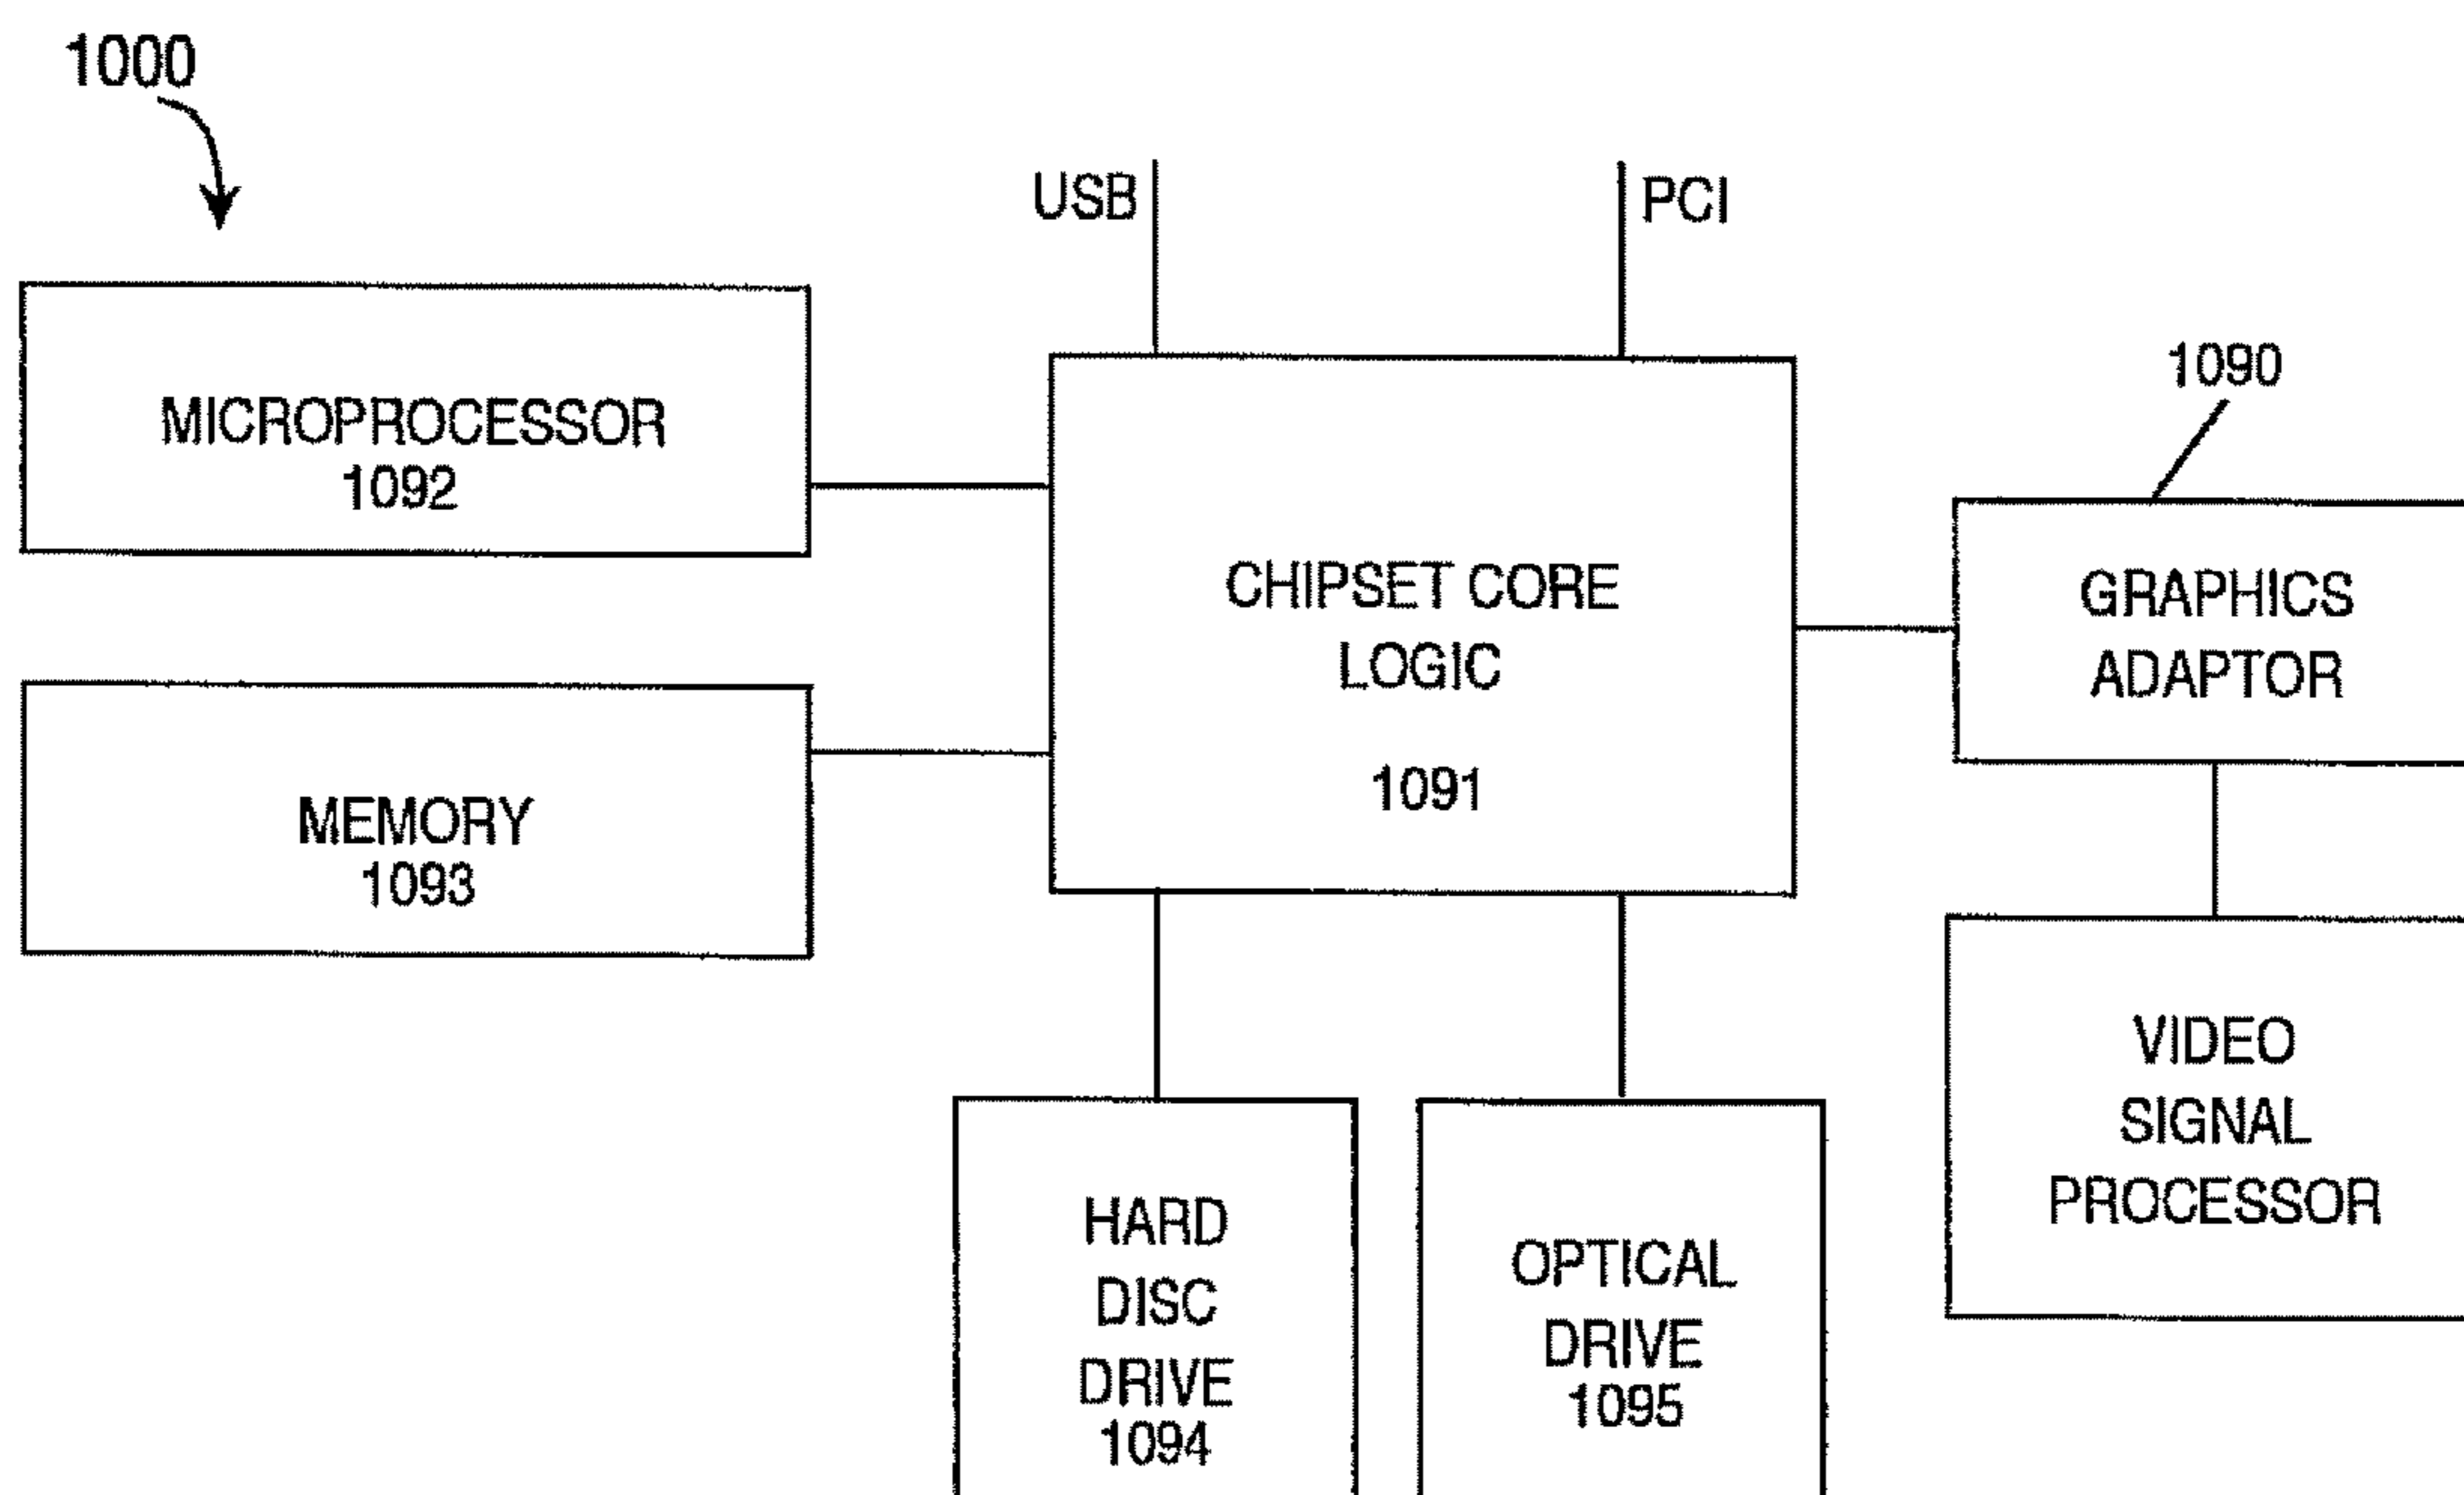 1000
USB
PCI
MICROPROCESSOR
1092
CHIPSET CORE
LOGIC
1091
1090
GRAPHICS
ADAPTOR
MEMORY
1093
HARD
DISC
DRIVE
1094
OPTICAL
DRIVE
1095
VIDEO
SIGNAL
PROCESSOR